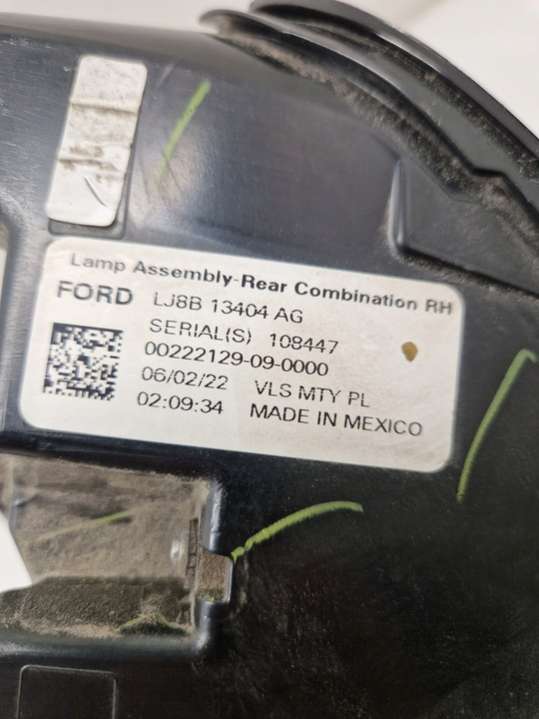 Lamp Assembly-Rear Combination RH
FORD LJ8B 13404 AG
SERIAL(S) 108447
00222129-09-0000
06/02/22 VLS MTY PL
02:09:34 MADE IN MEXICO